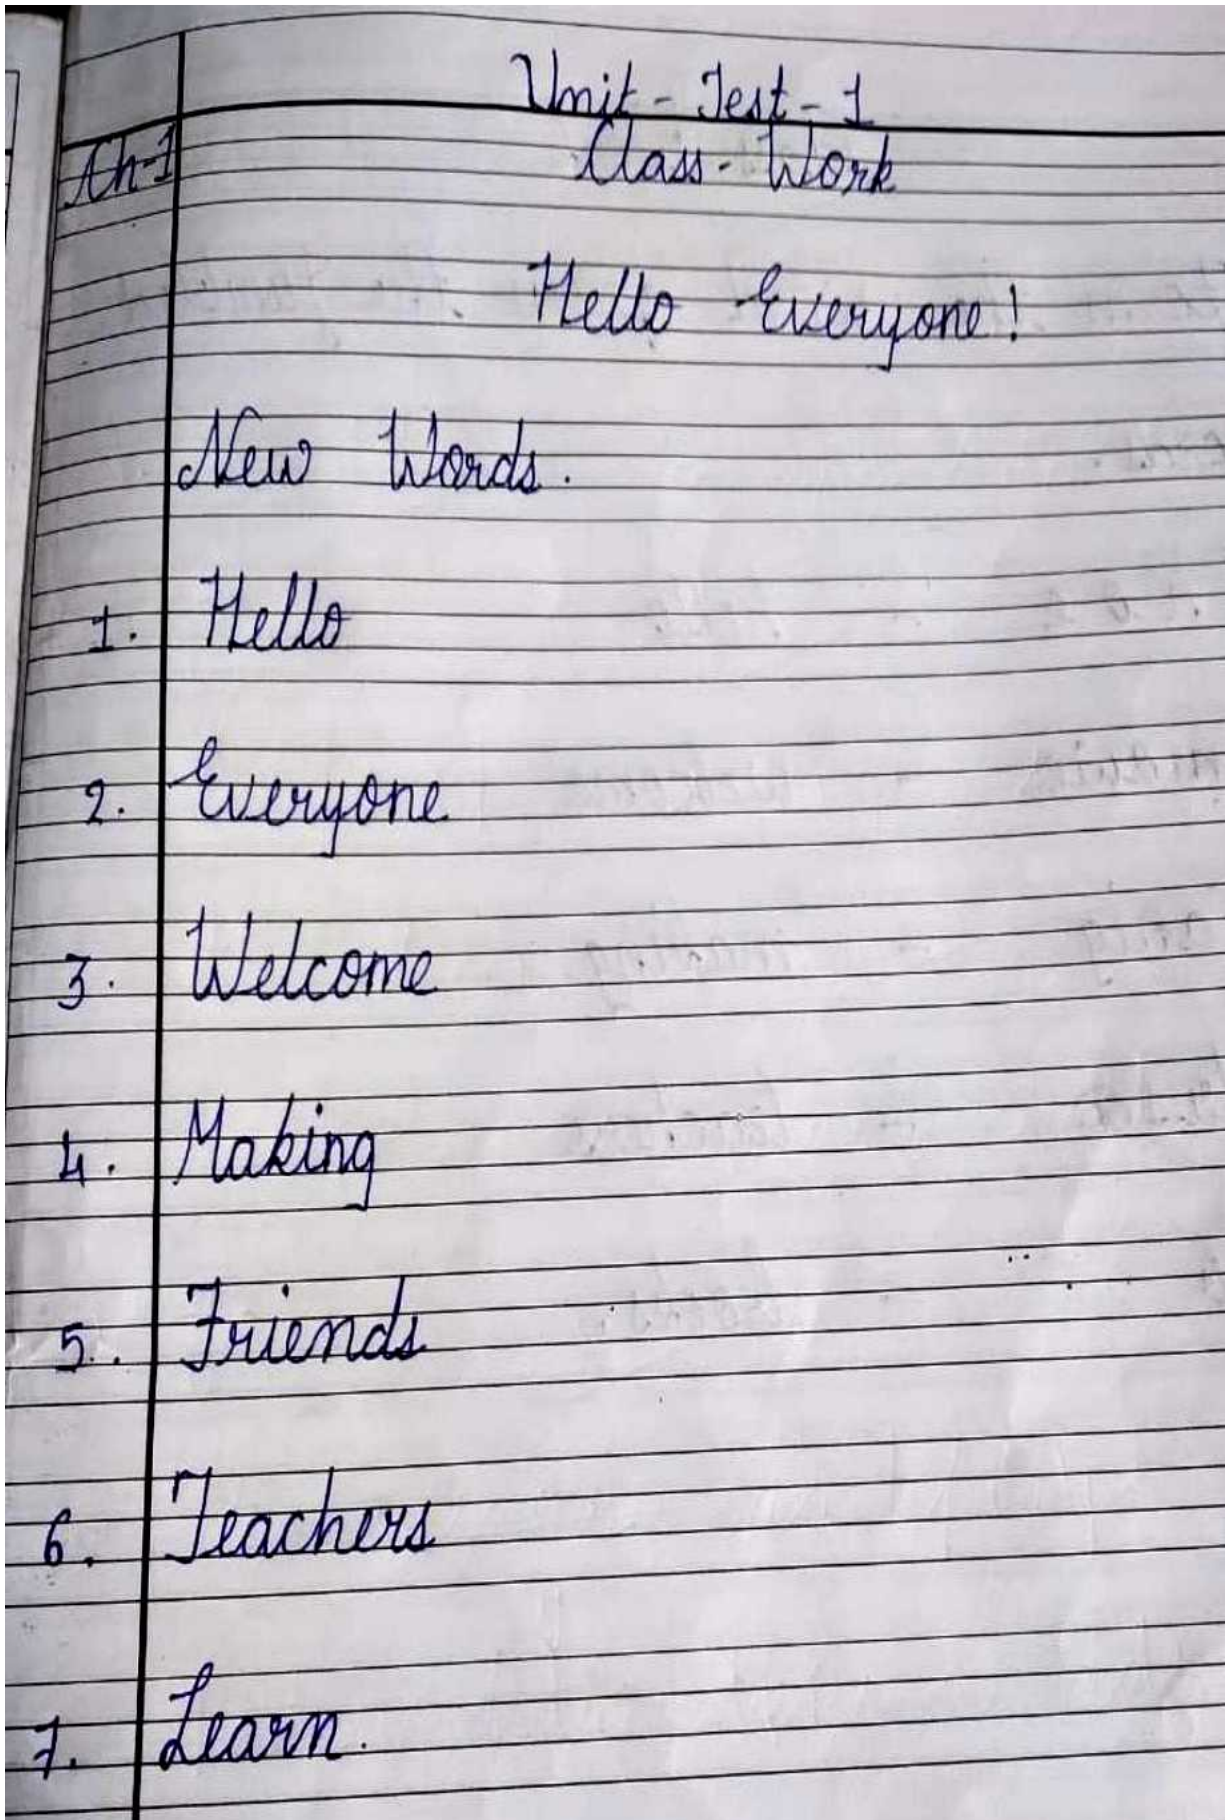 Unit - Test - 1
Ch-1 Class - Work
Hello Everyone!
New Words.
1. Hello
2. Everyone
3. Welcome
4. Making
5. Friends
6. Teachers
7. Learn.